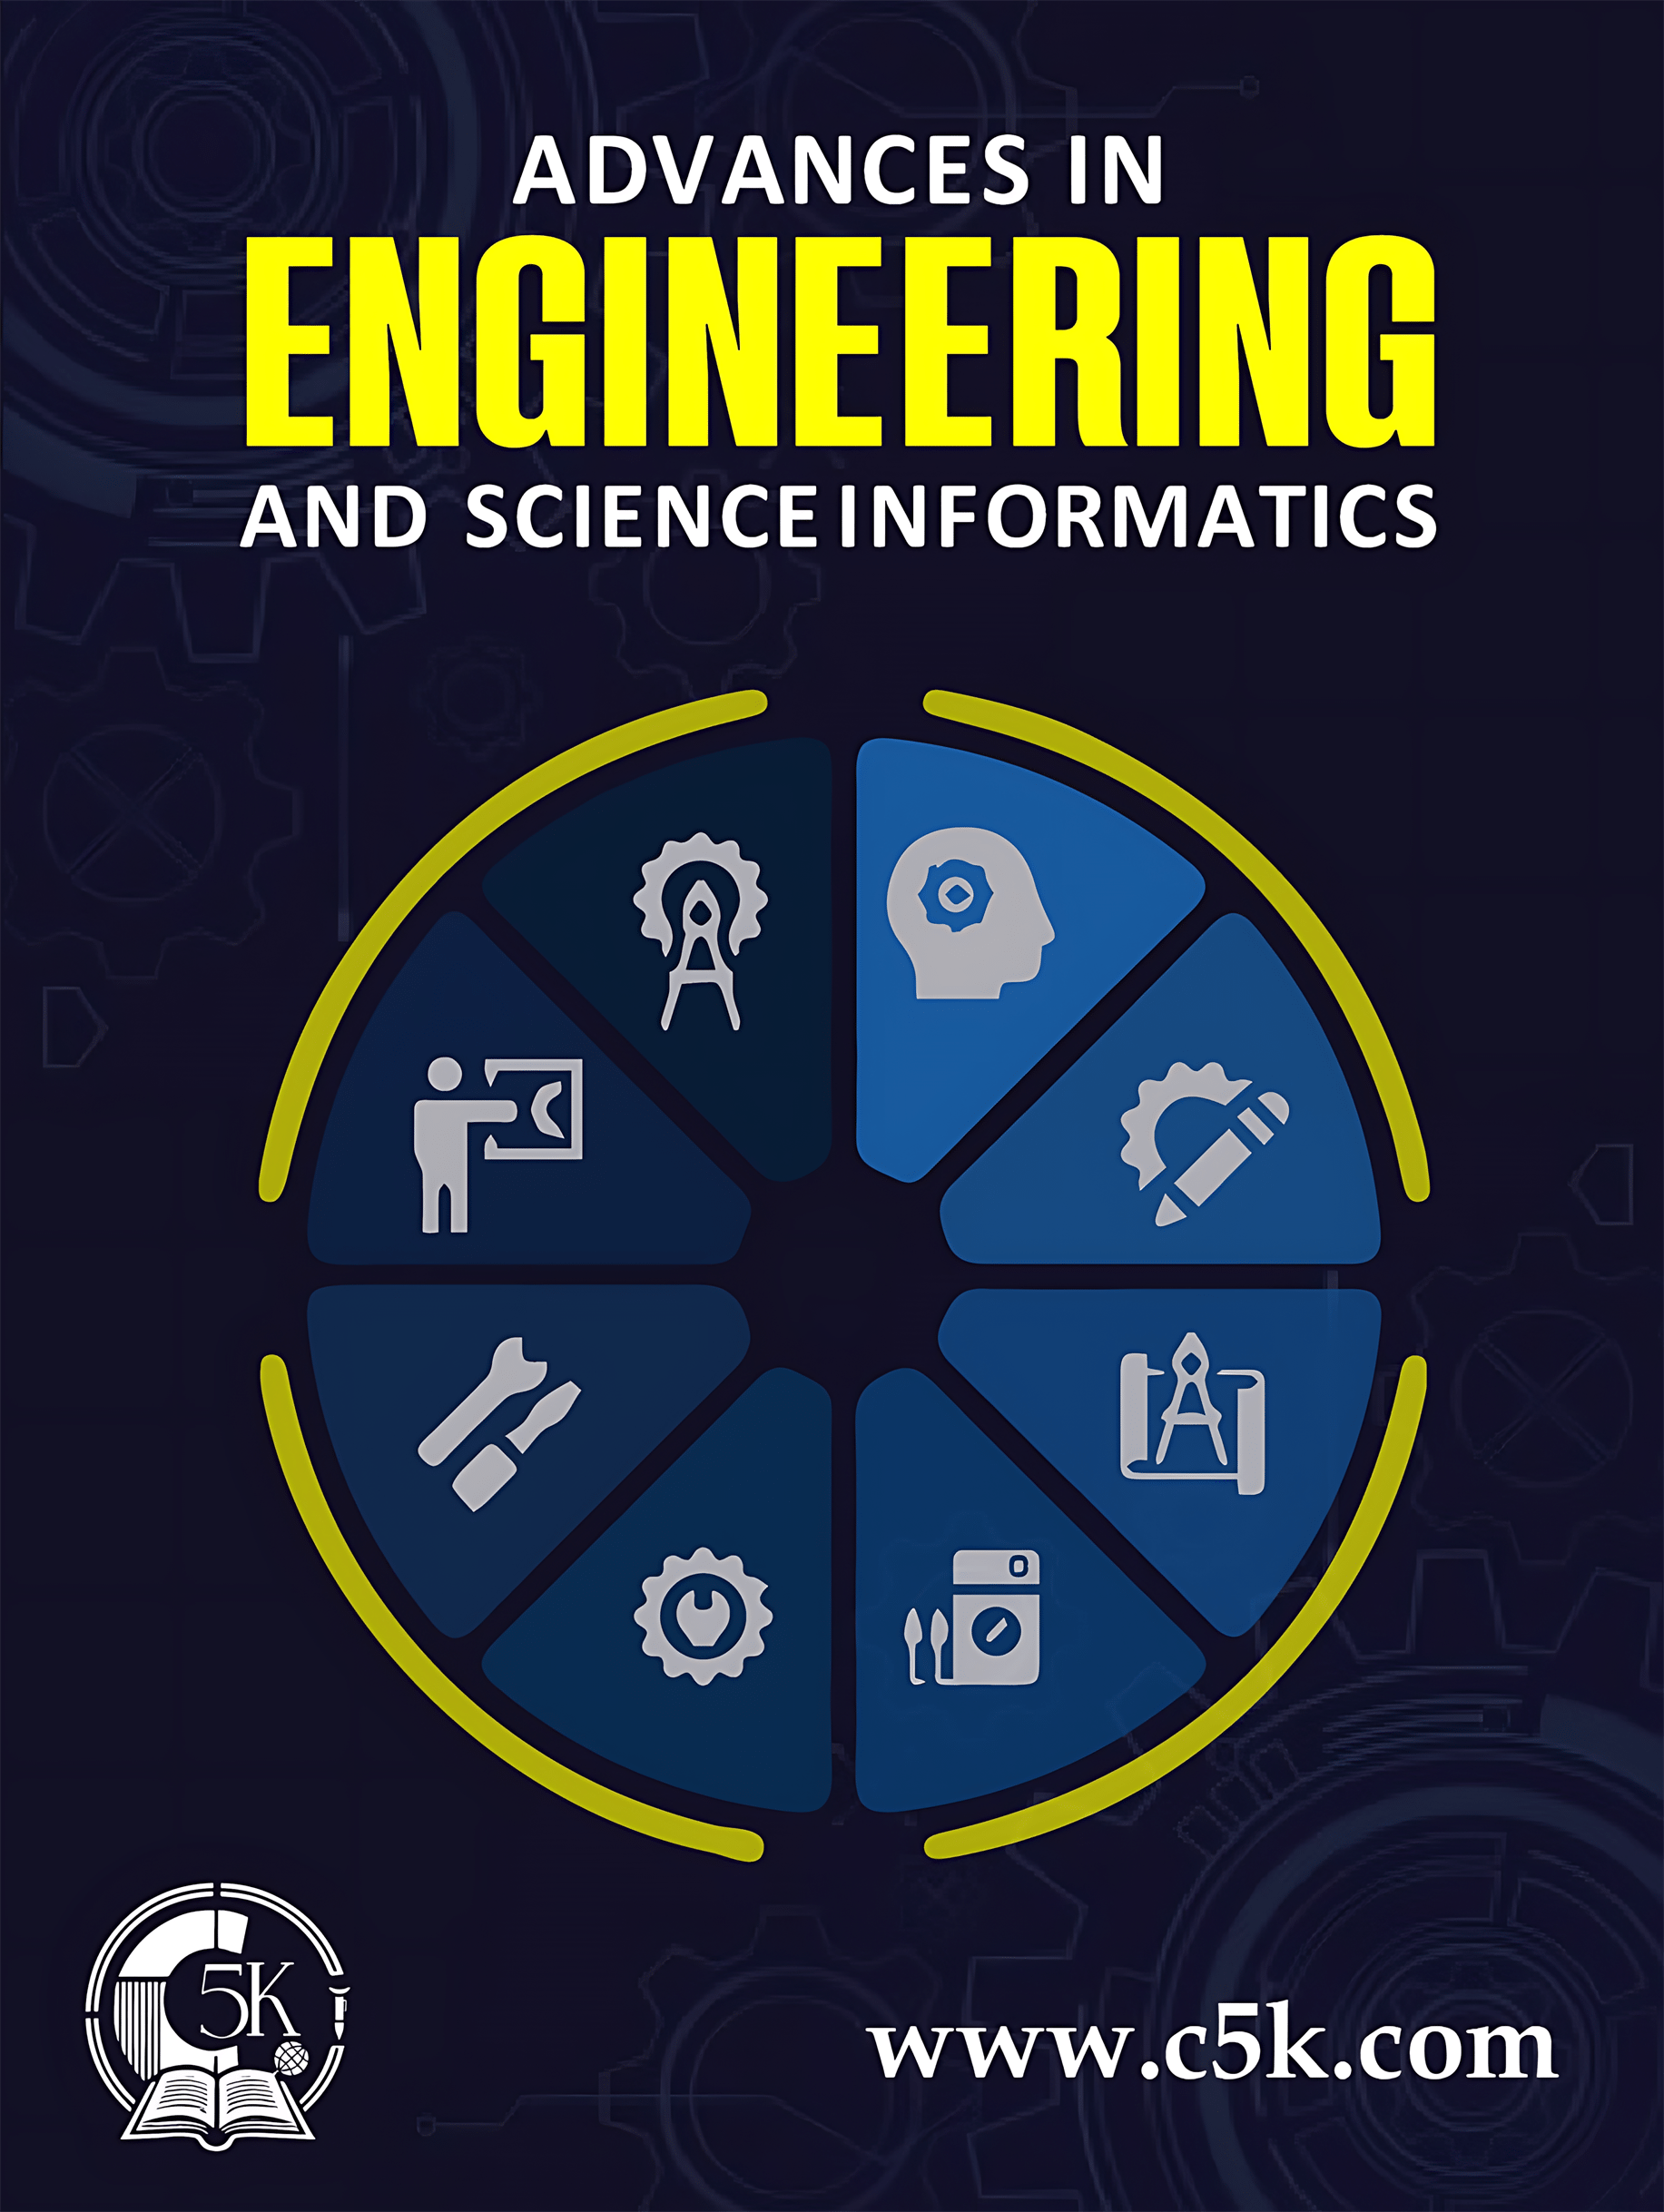 ADVANCES IN
ENGINEERING
AND SCIENCE INFORMATICS
5K
www.c5k.com